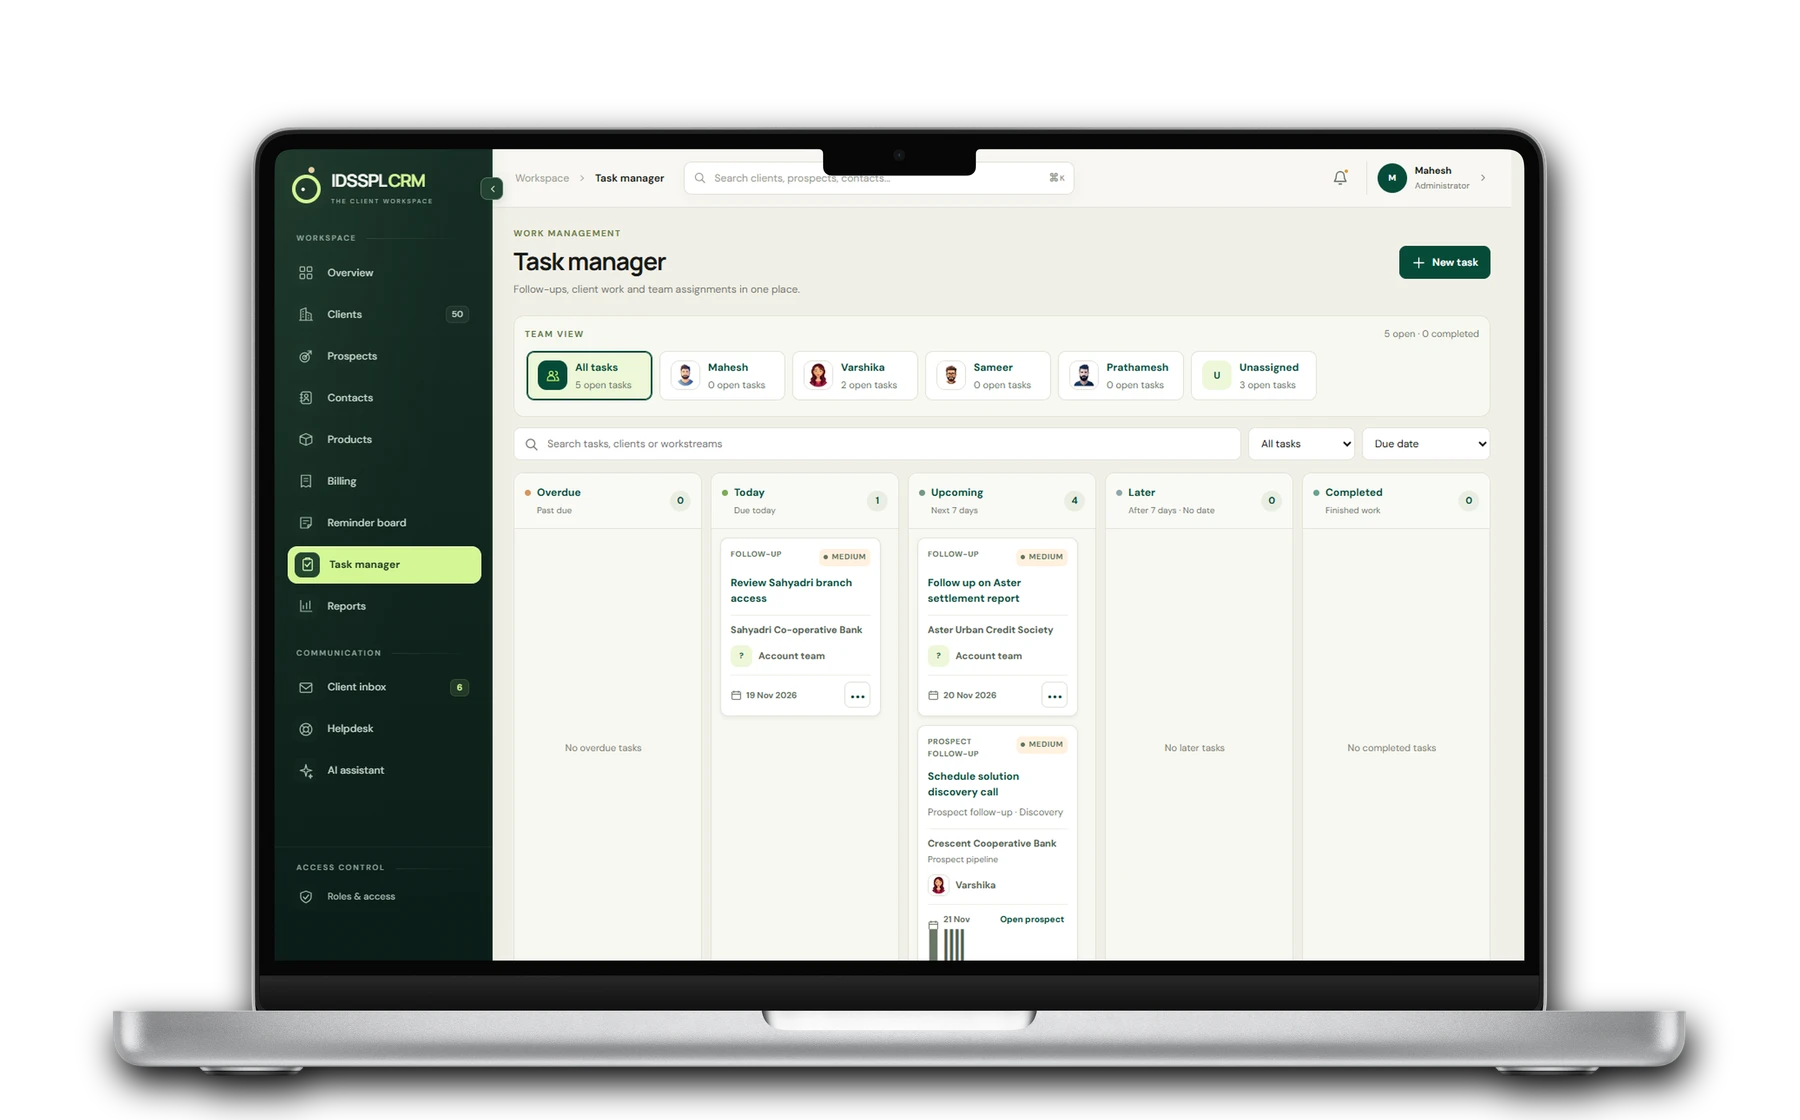 IDSSPLCRM
THE CLIENT WORKSPACE
WORKSPACE
Overview
Clients 50
Prospects
Contacts
Products
Billing
Reminder board
Task manager
Reports
COMMUNICATION
Client inbox 6
Helpdesk
AI assistant
ACCESS CONTROL
Roles & access
Workspace > Task manager
Search clients, prospects, contacts... ⌘K
M
Mahesh
Administrator
WORK MANAGEMENT
Task manager
Follow-ups, client work and team assignments in one place.
+ New task
TEAM VIEW
5 open · 0 completed
All tasks
5 open tasks
Mahesh
0 open tasks
Varshika
2 open tasks
Sameer
0 open tasks
Prathamesh
0 open tasks
U
Unassigned
3 open tasks
Search tasks, clients or workstreams
All tasks
Due date
Overdue 0
Past due
No overdue tasks
Today 1
Due today
FOLLOW-UP MEDIUM
Review Sahyadri branch
access
Sahyadri Co-operative Bank
? Account team
19 Nov 2026
Upcoming 4
Next 7 days
FOLLOW-UP MEDIUM
Follow up on Aster
settlement report
Aster Urban Credit Society
? Account team
20 Nov 2026
PROSPECT MEDIUM
FOLLOW-UP
Schedule solution
discovery call
Prospect follow-up · Discovery
Crescent Cooperative Bank
Prospect pipeline
Varshika
21 Nov Open prospect
Later 0
After 7 days · No date
No later tasks
Completed 0
Finished work
No completed tasks